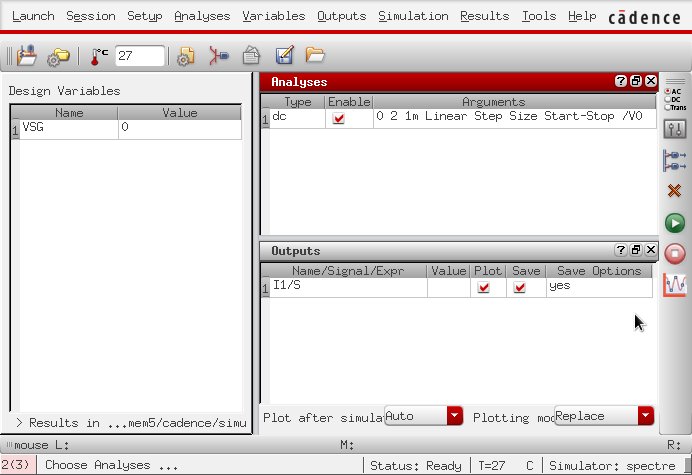 Launch Session Setup Analyses Variables Outputs Simulation Results Tools Help cādence
°C 27
Design Variables
Name Value
1 VSG 0
> Results in ...mem5/cadence/simu
Analyses
Type Enable Arguments
1 dc 0 2 1m Linear Step Size Start-Stop /V0
Outputs
Name/Signal/Expr Value Plot Save Save Options
1 I1/S yes
Plot after simula Auto Plotting mod Replace
AC
DC
Trans
mouse L: M: R:
2(3) Choose Analyses ... Status: Ready T=27 C Simulator: spectre